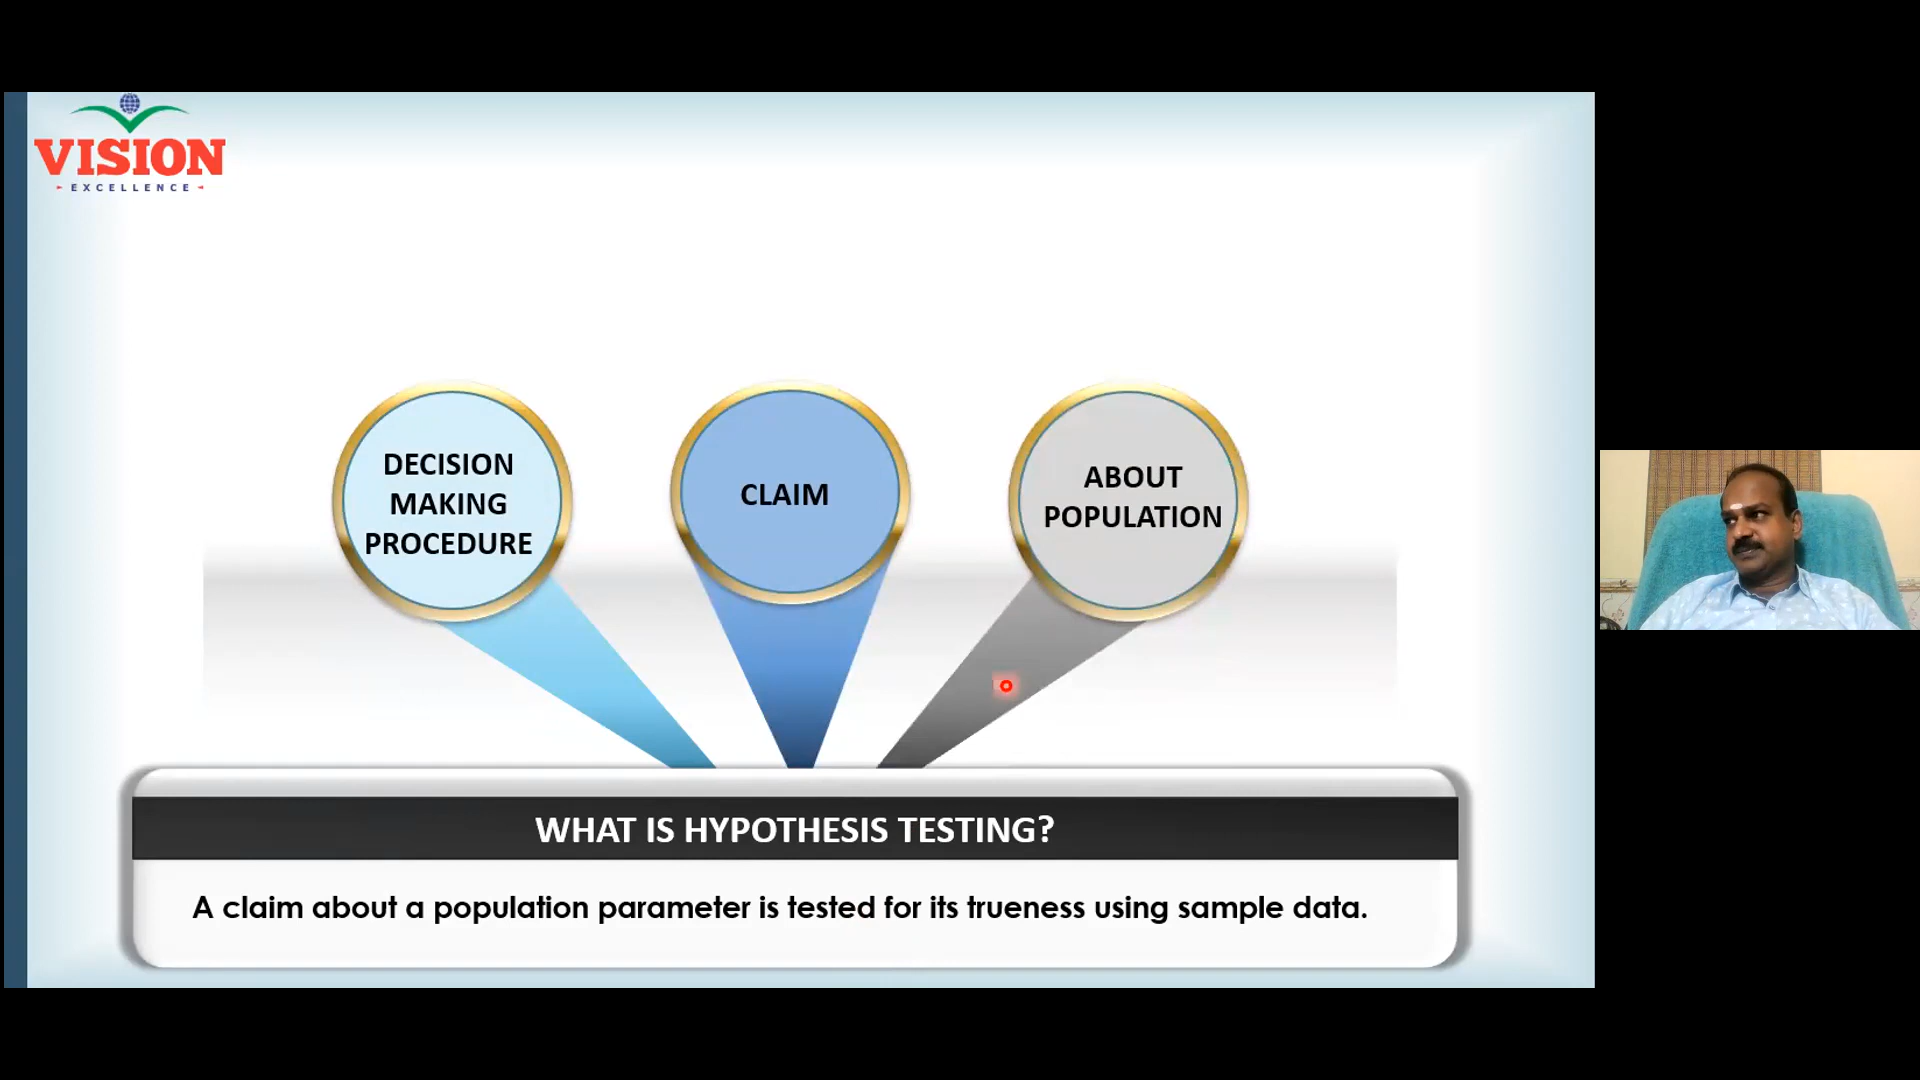 VISION
EXCELLENCE
DECISION
MAKING
PROCEDURE
CLAIM
ABOUT
POPULATION
WHAT IS HYPOTHESIS TESTING?
A claim about a population parameter is tested for its trueness using sample data.